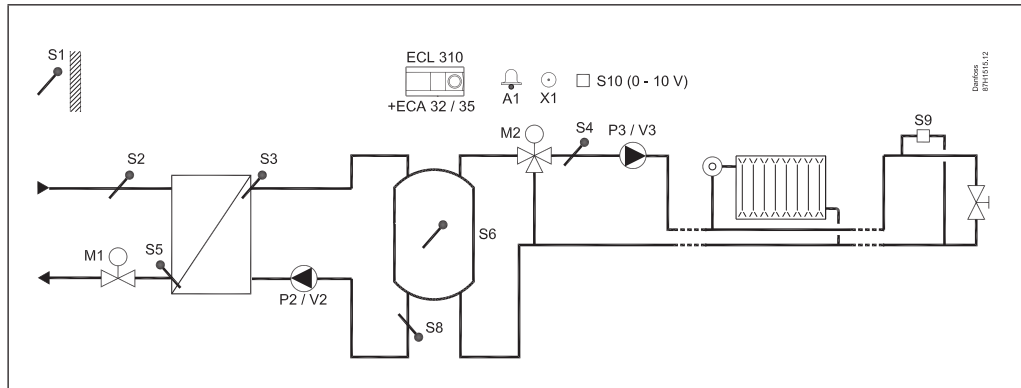 S1
ECL 310
+ECA 32 / 35
A1
X1
S10 (0 - 10 V)
Danfoss
87H1515.12
S2
S3
M2
S4
P3 / V3
S9
M1
S5
P2 / V2
S6
S8